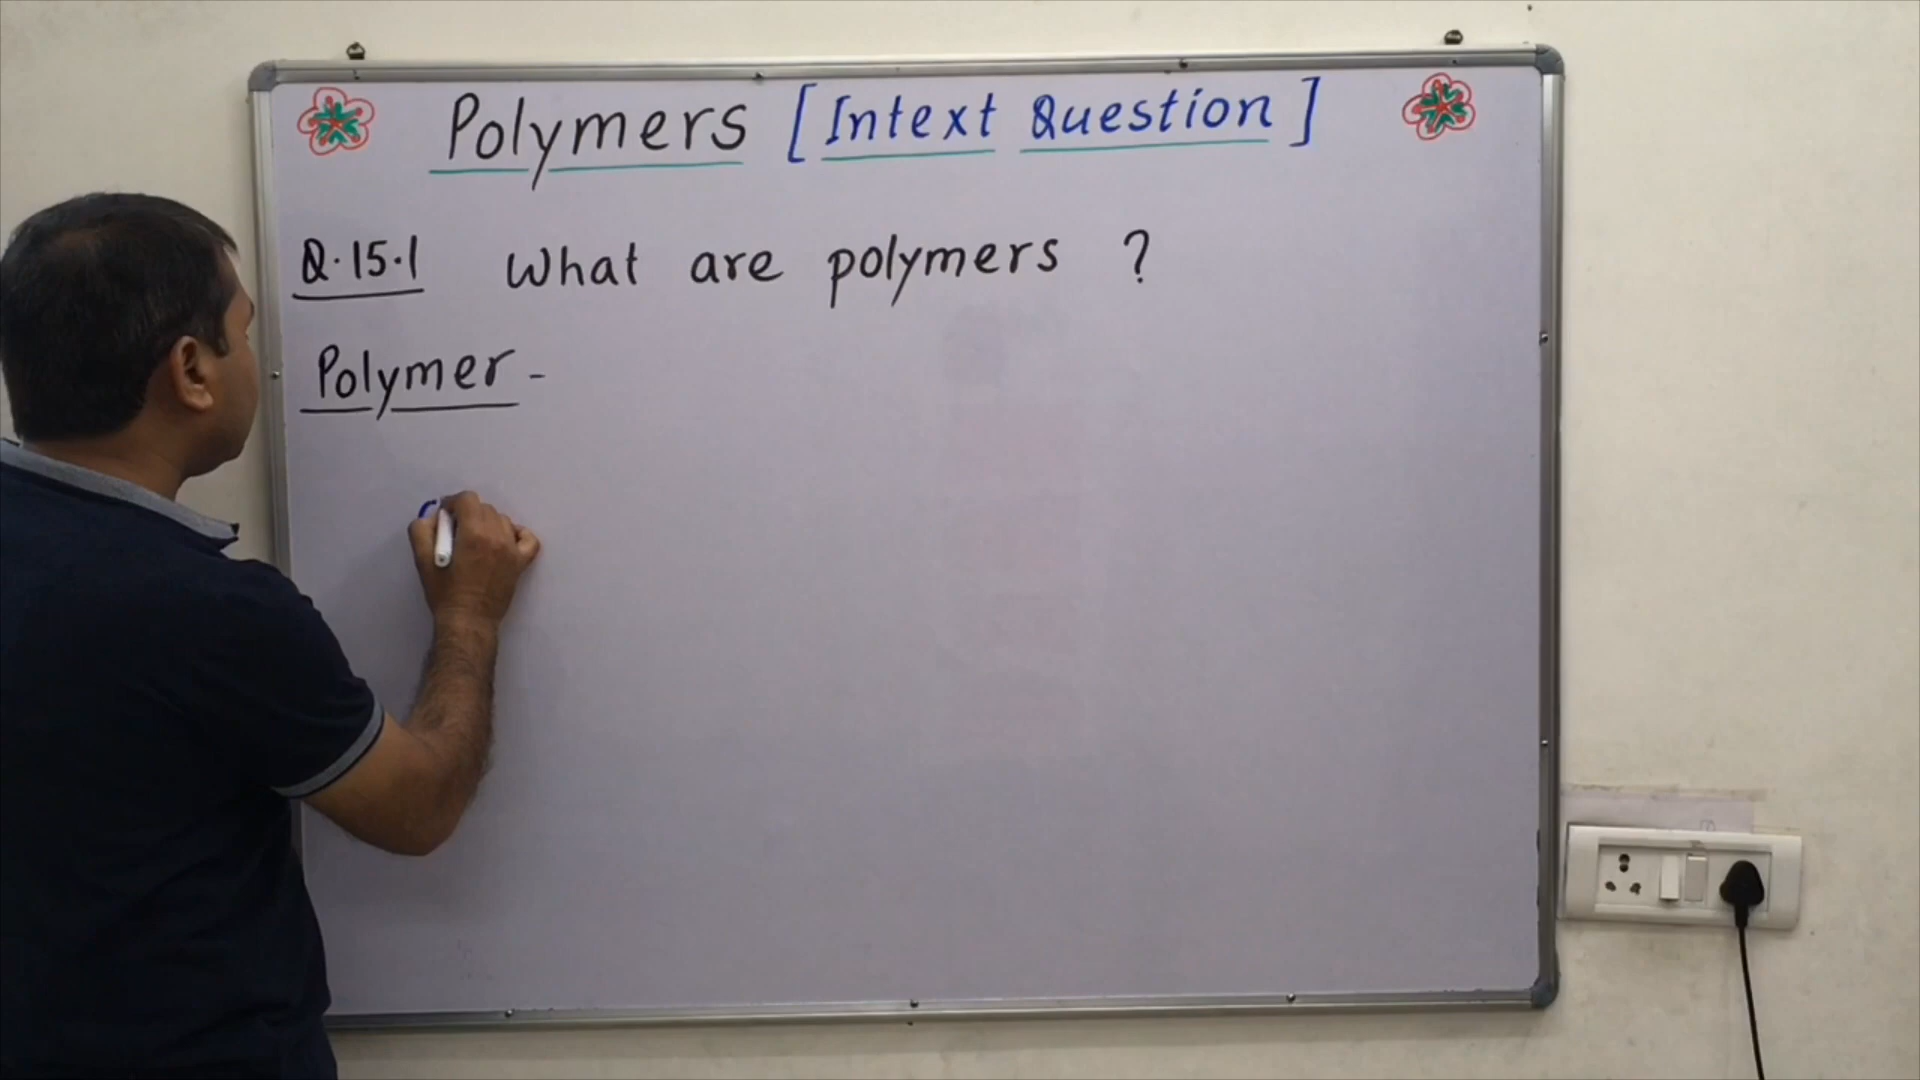 Polymers [Intext Question]
Q.15.1 What are polymers ?
Polymer -